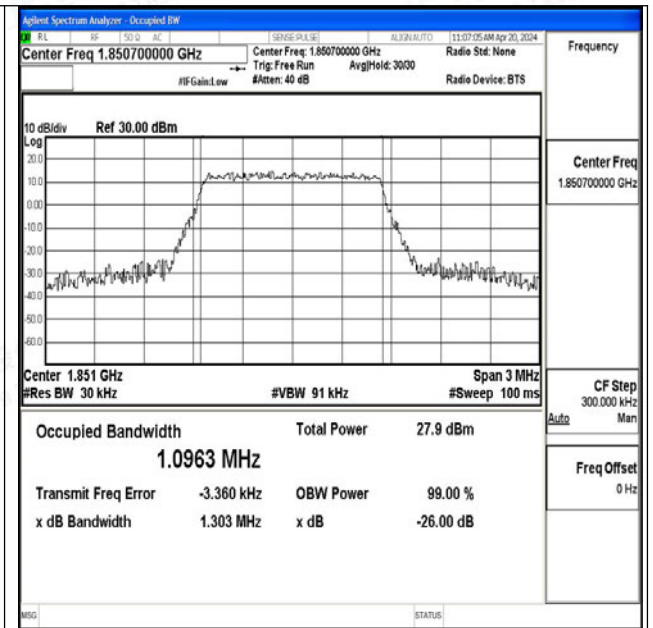 Agilent Spectrum Analyzer - Occupied BW
RL RF 50 Ω AC SENSE:PULSE ALIGNAUTO 11:07:05 AM Apr 20, 2024
Center Freq 1.850700000 GHz
Center Freq: 1.850700000 GHz
Radio Std: None
Trig: Free Run Avg|Hold: 30/30
#IFGain:Low #Atten: 40 dB Radio Device: BTS
10 dB/div Ref 30.00 dBm
Log
20.0
10.0
0.00
-10.0
-20.0
-30.0
-40.0
-50.0
-60.0
Center 1.851 GHz Span 3 MHz
#Res BW 30 kHz #VBW 91 kHz #Sweep 100 ms
Occupied Bandwidth Total Power 27.9 dBm
1.0963 MHz
Transmit Freq Error -3.360 kHz OBW Power 99.00 %
x dB Bandwidth 1.303 MHz x dB -26.00 dB
MSG STATUS
Frequency
Center Freq
1.850700000 GHz
CF Step
300.000 kHz
Auto Man
Freq Offset
0 Hz